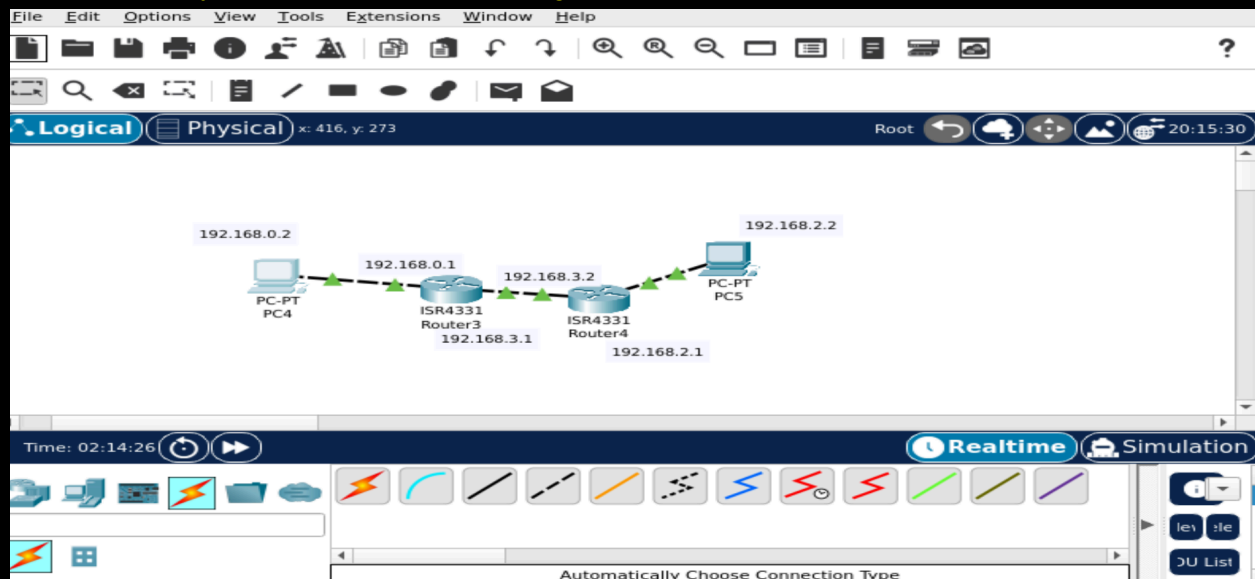 File Edit Options View Tools Extensions Window Help
?
Logical Physical x: 416, y: 273 Root 20:15:30
192.168.2.2
192.168.0.2
192.168.0.1
192.168.3.2
PC-PT
PC5
PC-PT
PC4
ISR4331
Router3
ISR4331
Router4
192.168.3.1
192.168.2.1
Time: 02:14:26 Realtime Simulation
DU List
Automatically Choose Connection Type